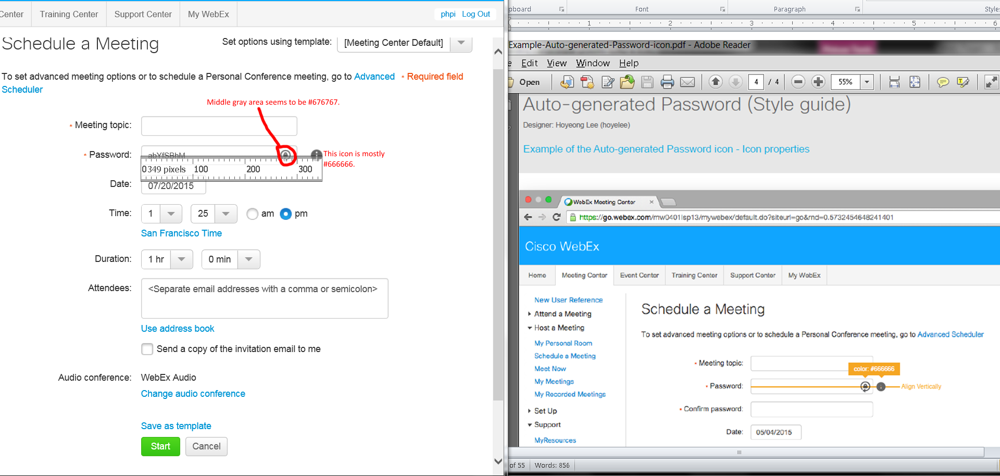 Center
Training Center
Support Center
My WebEx
phpi
Log Out
Schedule a Meeting
Set options using template:
[Meeting Center Default]
To set advanced meeting options or to schedule a Personal Conference meeting, go to Advanced
Scheduler
* Required field
Middle gray area seems to be #676767.
* Meeting topic:
* Password:
This icon is mostly
#666666.
0 349 pixels 100 200 300
Date:
07/20/2015
Time:
1
25
am
pm
San Francisco Time
Duration:
1 hr
0 min
Attendees:
<Separate email addresses with a comma or semicolon>
Use address book
Send a copy of the invitation email to me
Audio conference:
WebEx Audio
Change audio conference
Save as template
Start
Cancel
pboard
Font
Paragraph
Styles
1 2 3 4 5 6
Example-Auto-generated-Password-icon.pdf - Adobe Reader
Edit View Window Help
Open
4 / 4
55%
Auto-generated Password (Style guide)
Designer: Hoyeong Lee (hoyelee)
Example of the Auto-generated Password icon - Icon properties
WebEx Meeting Center
https://go.webex.com/mw0401lsp13/mywebex/default.do?siteurl=go&rnd=0.5732454648241401
Cisco WebEx
Home
Meeting Center
Event Center
Training Center
Support Center
My WebEx
New User Reference
Attend a Meeting
Host a Meeting
My Personal Room
Schedule a Meeting
Meet Now
My Meetings
My Recorded Meetings
Set Up
Support
MyResources
Schedule a Meeting
To set advanced meeting options or to schedule a Personal Conference meeting, go to Advanced Scheduler
* Meeting topic:
color: #666666
* Password:
Align Vertically
* Confirm password:
Date:
05/04/2015
of 55
Words: 856